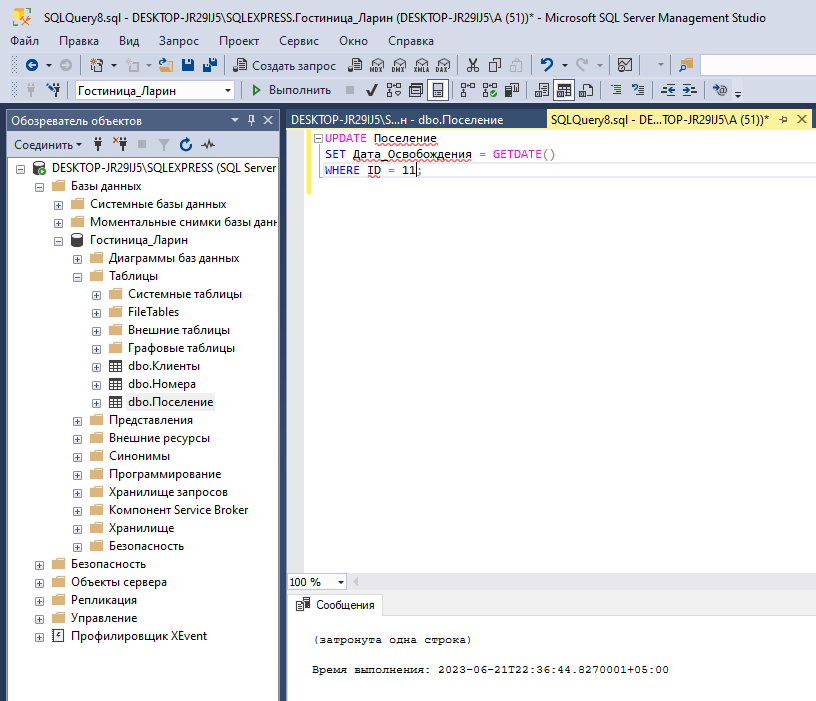 SQLQuery8.sql - DESKTOP-JR29IJ5\SQLEXPRESS.Гостиница_Ларин (DESKTOP-JR29IJ5\A (51))* - Microsoft SQL Server Management Studio
Файл Правка Вид Запрос Проект Сервис Окно Справка
Создать запрос MDX DMX XMLA DAX
Гостиница_Ларин Выполнить
Обозреватель объектов
DESKTOP-JR29IJ5\S...н - dbo.Поселение
SQLQuery8.sql - DE...TOP-JR29IJ5\A (51))*
Соединить
DESKTOP-JR29IJ5\SQLEXPRESS (SQL Server
Базы данных
Системные базы данных
Моментальные снимки базы данн
Гостиница_Ларин
Диаграммы баз данных
Таблицы
Системные таблицы
FileTables
Внешние таблицы
Графовые таблицы
dbo.Клиенты
dbo.Номера
dbo.Поселение
Представления
Внешние ресурсы
Синонимы
Программирование
Хранилище запросов
Компонент Service Broker
Хранилище
Безопасность
Безопасность
Объекты сервера
Репликация
Управление
Профилировщик XEvent
UPDATE Поселение
SET Дата_Освобождения = GETDATE()
WHERE ID = 11;
100 %
Сообщения
(затронута одна строка)
Время выполнения: 2023-06-21T22:36:44.8270001+05:00